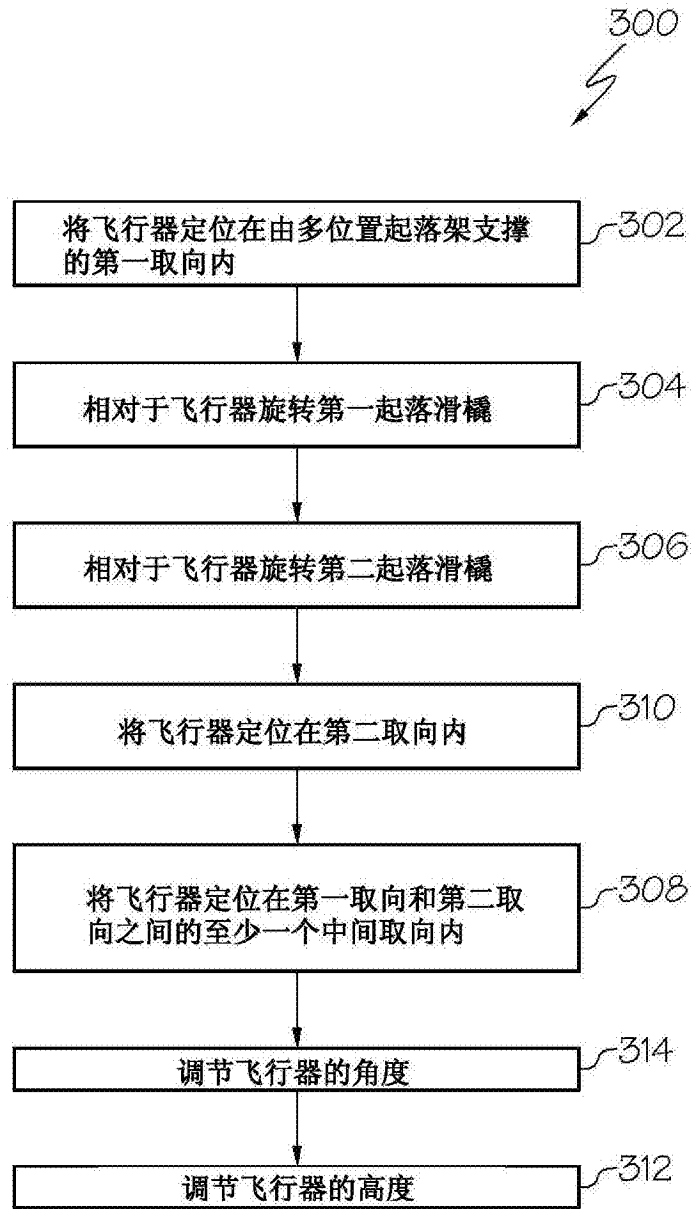 300
将飞行器定位在由多位置起落架支撑
的第一取向内
302
相对于飞行器旋转第一起落滑橇
304
相对于飞行器旋转第二起落滑橇
306
将飞行器定位在第二取向内
310
将飞行器定位在第一取向和第二取
向之间的至少一个中间取向内
308
调节飞行器的角度
314
调节飞行器的高度
312